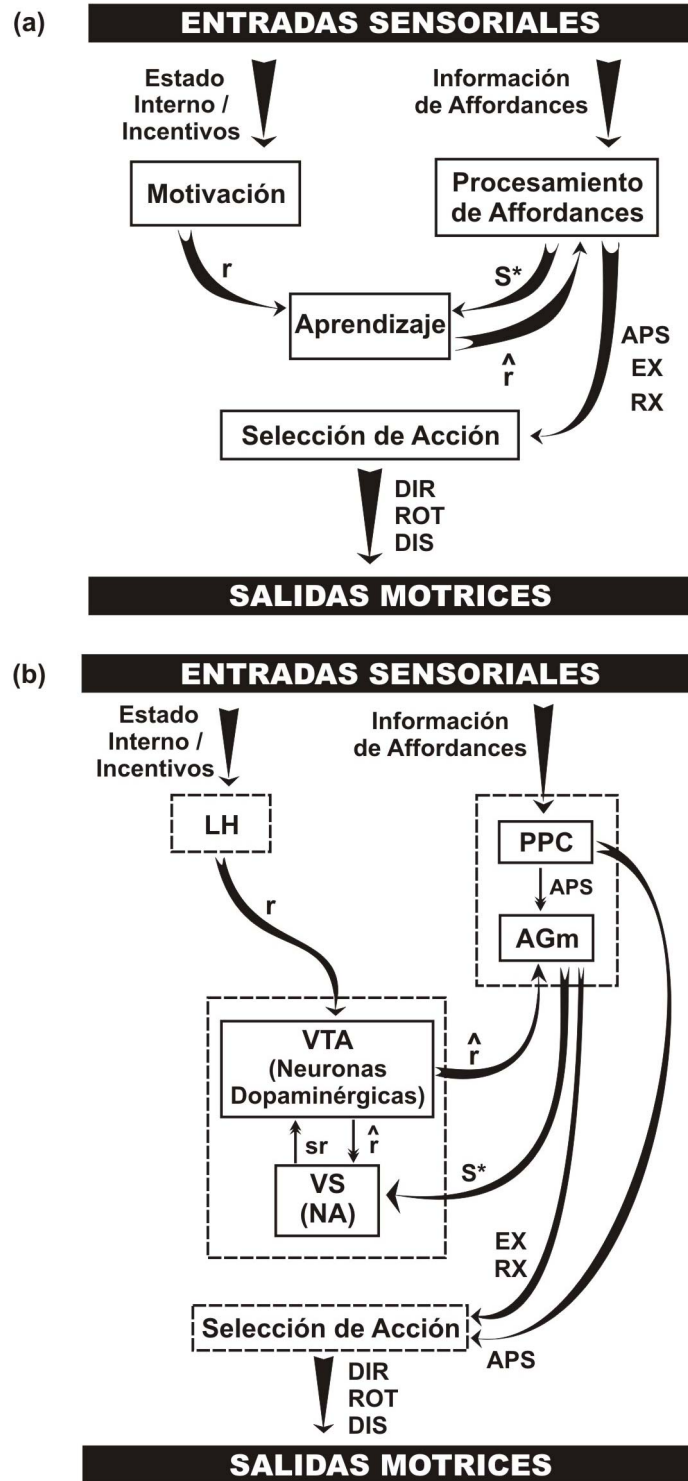 (a)
ENTRADAS SENSORIALES
Estado
Interno /
Incentivos
Información
de Affordances
Motivación
Procesamiento
de Affordances
r
S*
Aprendizaje
r̂
APS
EX
RX
Selección de Acción
DIR
ROT
DIS
SALIDAS MOTRICES
(b)
ENTRADAS SENSORIALES
Estado
Interno /
Incentivos
Información
de Affordances
LH
PPC
APS
AGm
r
VTA
(Neuronas
Dopaminérgicas)
r̂
sr
r̂
VS
(NA)
S*
EX
RX
Selección de Acción
APS
DIR
ROT
DIS
SALIDAS MOTRICES